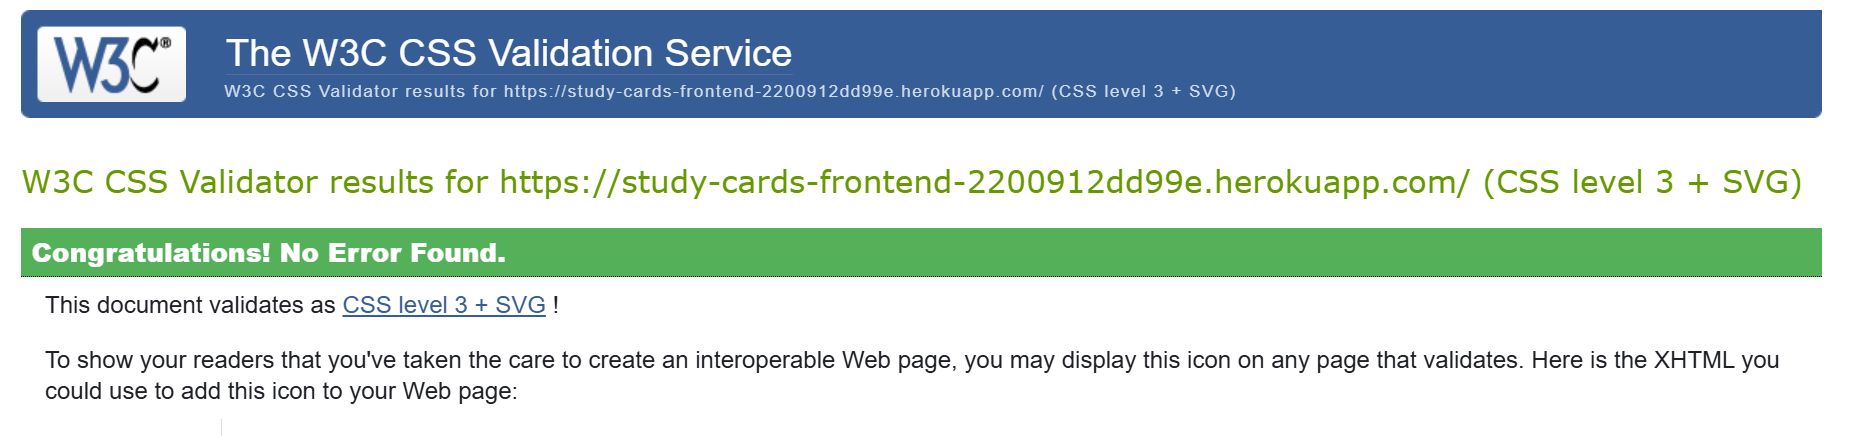 W3C®
The W3C CSS Validation Service
W3C CSS Validator results for https://study-cards-frontend-2200912dd99e.herokuapp.com/ (CSS level 3 + SVG)
W3C CSS Validator results for https://study-cards-frontend-2200912dd99e.herokuapp.com/ (CSS level 3 + SVG)
Congratulations! No Error Found.
This document validates as CSS level 3 + SVG !
To show your readers that you've taken the care to create an interoperable Web page, you may display this icon on any page that validates. Here is the XHTML you
could use to add this icon to your Web page: